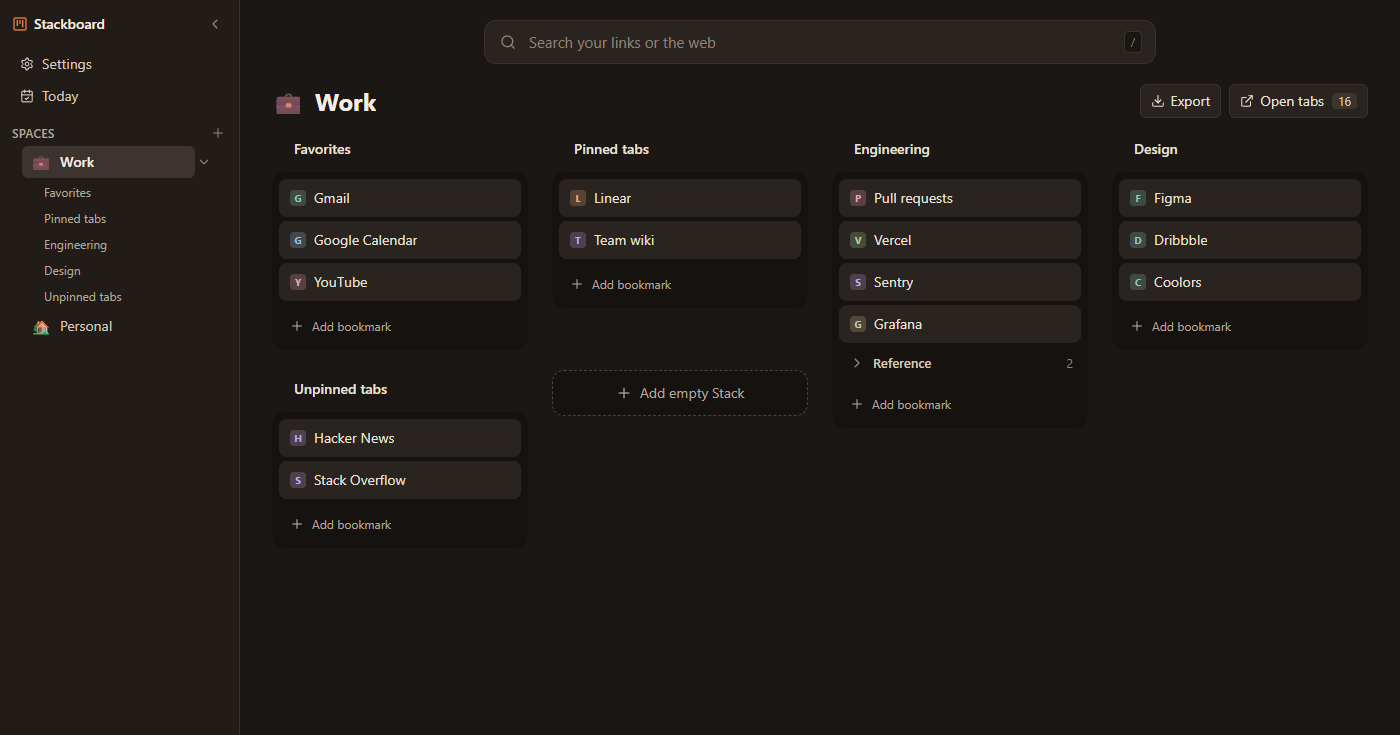 Stackboard
Settings
Today
SPACES
Work
Favorites
Pinned tabs
Engineering
Design
Unpinned tabs
Personal
Search your links or the web /
Work
Export
Open tabs 16
Favorites
G Gmail
G Google Calendar
Y YouTube
Add bookmark
Pinned tabs
L Linear
T Team wiki
Add bookmark
Engineering
P Pull requests
V Vercel
S Sentry
G Grafana
Reference 2
Add bookmark
Design
F Figma
D Dribbble
C Coolors
Add bookmark
Unpinned tabs
H Hacker News
S Stack Overflow
Add bookmark
Add empty Stack